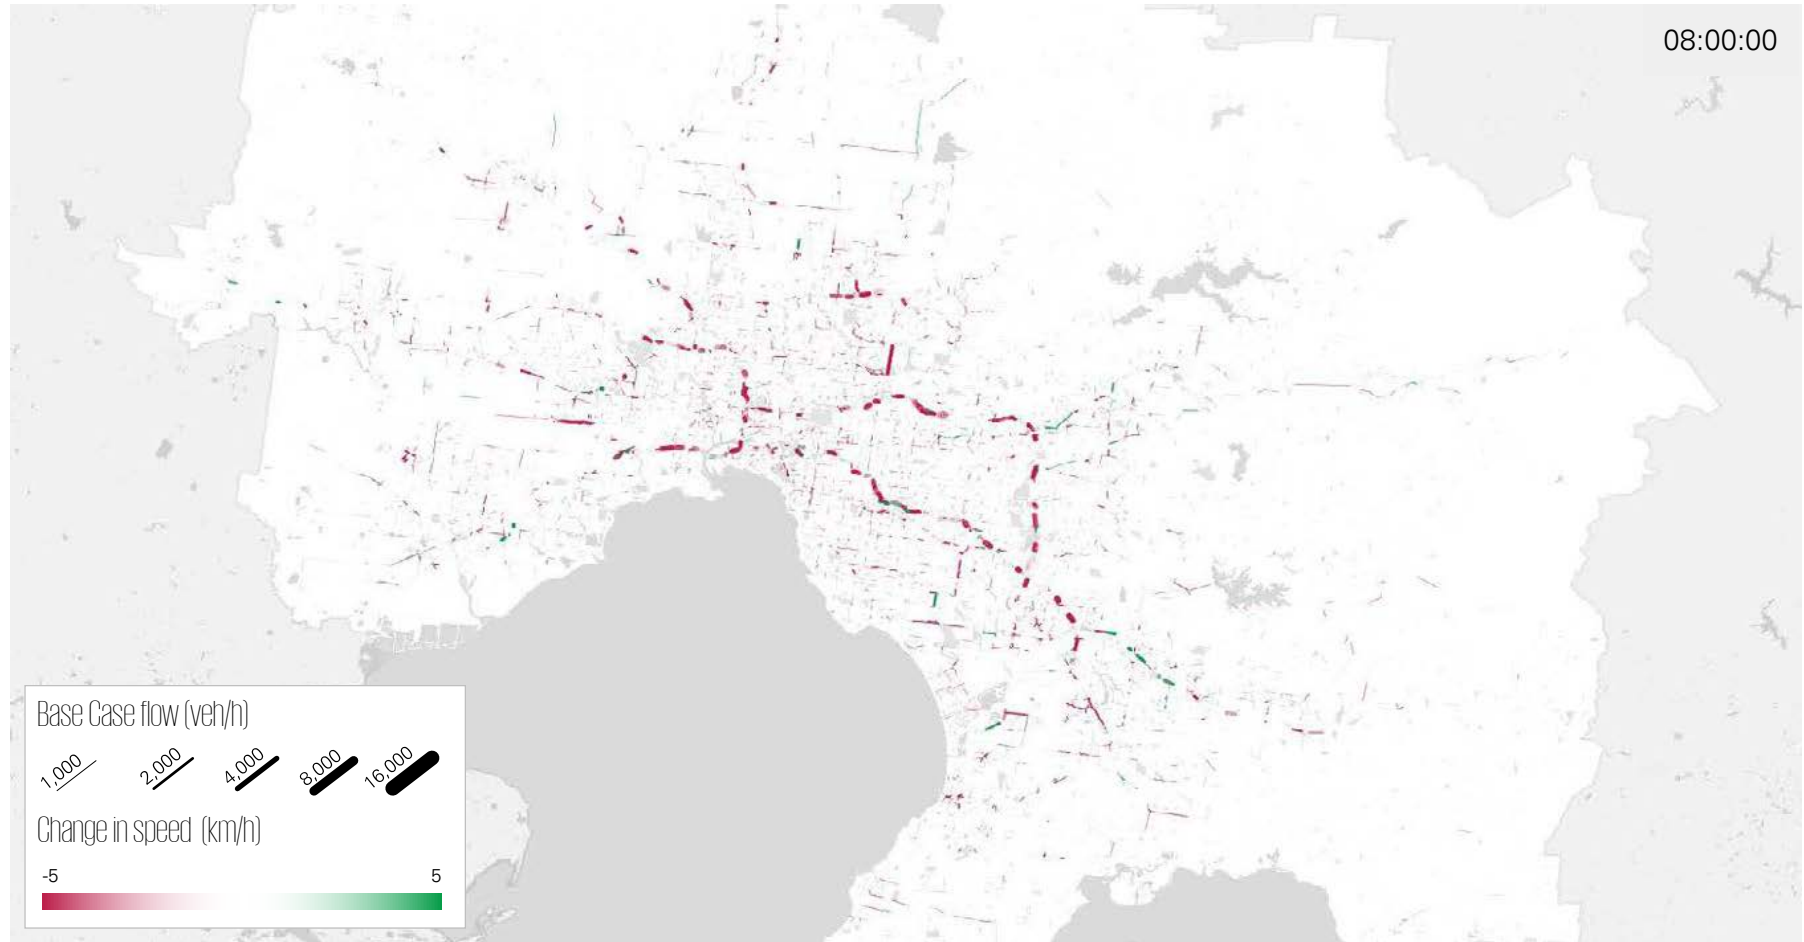 08:00:00
Base Case flow (veh/h)
1,000 2,000 4,000 8,000 16,000
Change in speed (km/h)
-5 5